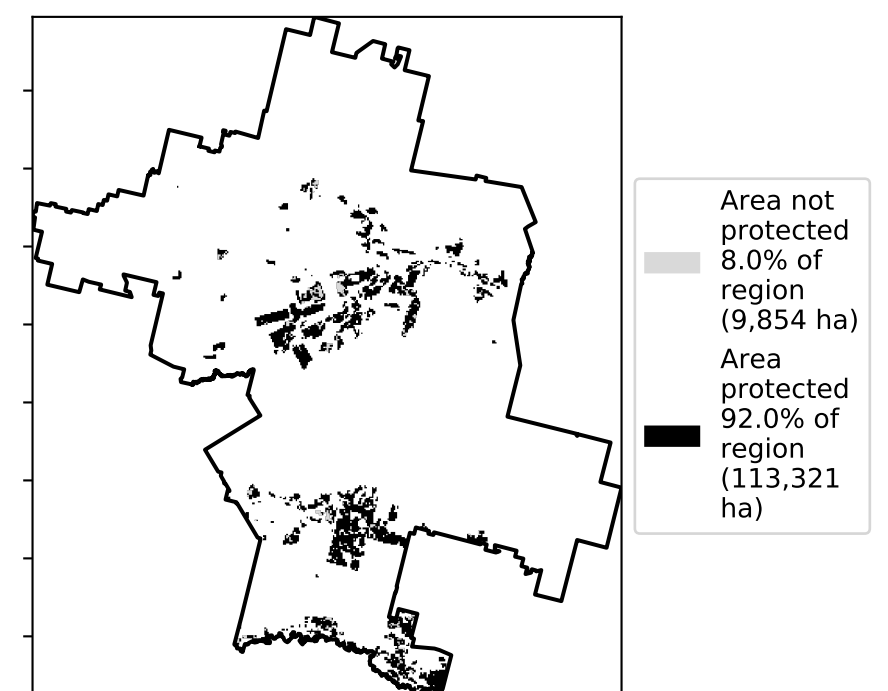 Area not
protected
8.0% of
region
(9,854 ha)
Area
protected
92.0% of
region
(113,321
ha)